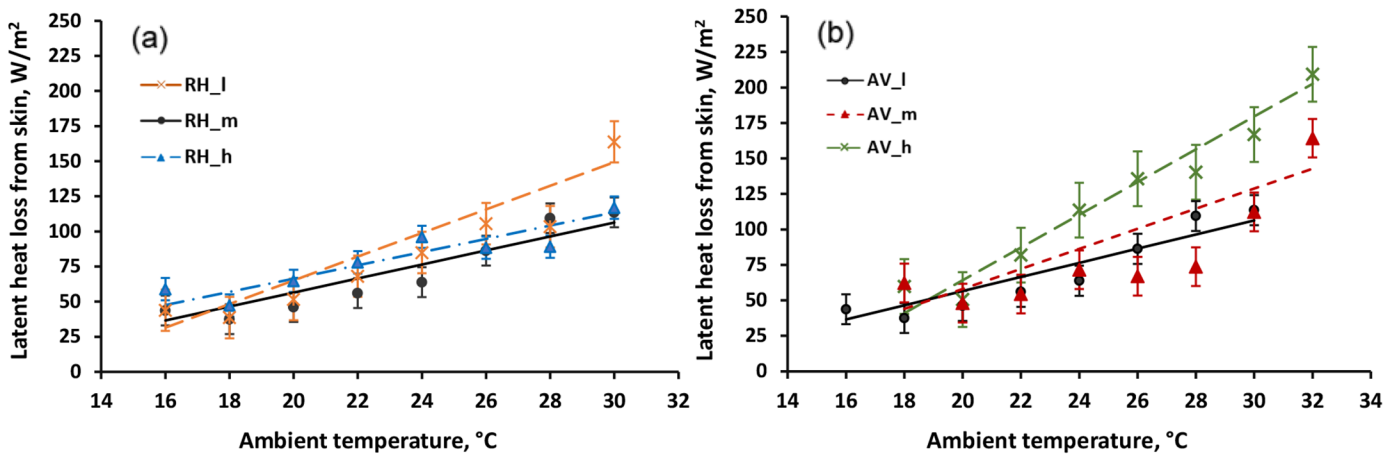 (a)
Latent heat loss from skin, W/m²
250
225
200
175
150
125
100
75
50
25
0
RH_l
RH_m
RH_h
14 16 18 20 22 24 26 28 30 32
Ambient temperature, °C
(b)
Latent heat loss from skin, W/m²
250
225
200
175
150
125
100
75
50
25
0
AV_l
AV_m
AV_h
14 16 18 20 22 24 26 28 30 32 34
Ambient temperature, °C